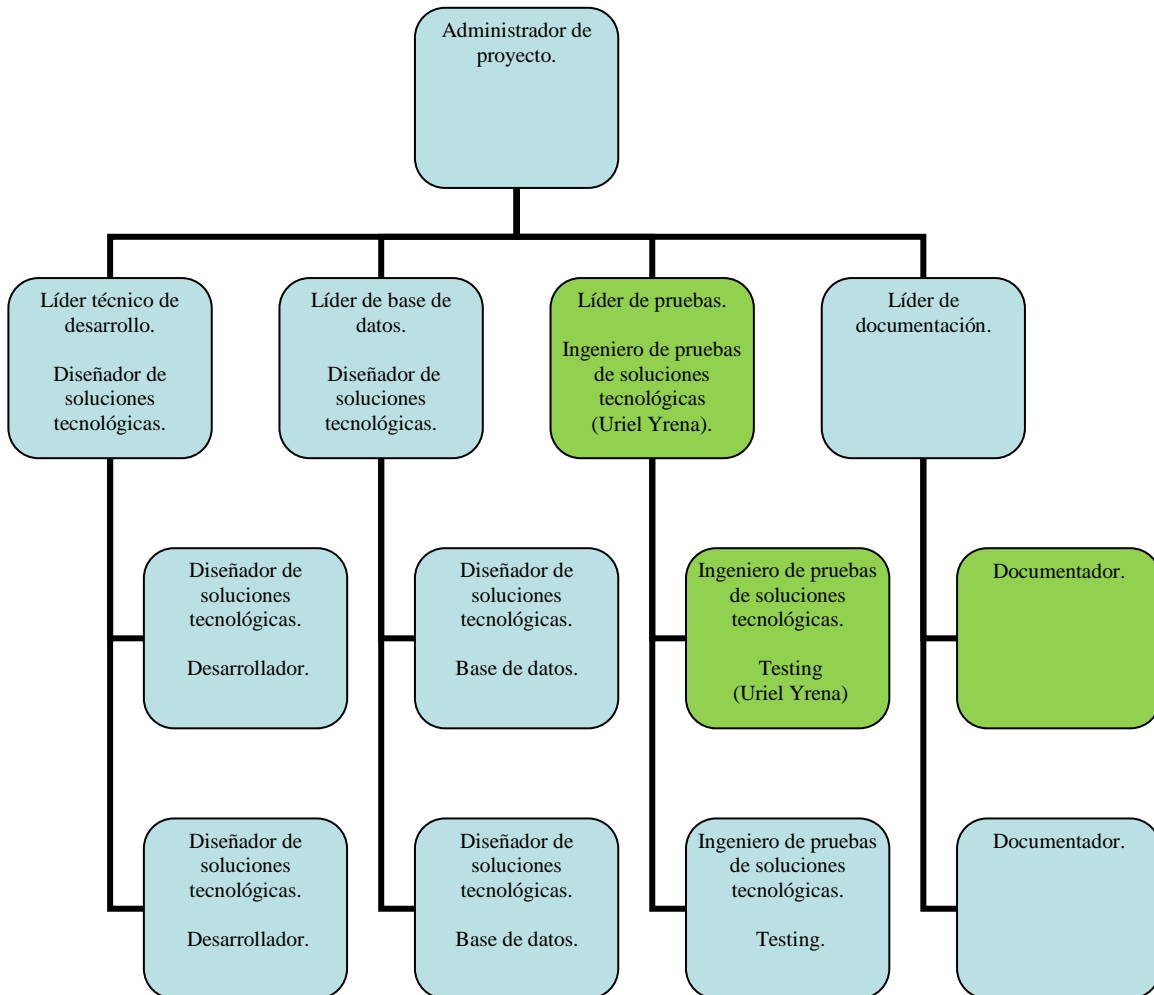 Administrador de
proyecto.
Líder técnico de
desarrollo.
Diseñador de
soluciones
tecnológicas.
Líder de base de
datos.
Diseñador de
soluciones
tecnológicas.
Líder de pruebas.
Ingeniero de pruebas
de soluciones
tecnológicas
(Uriel Yrena).
Líder de
documentación.
Diseñador de
soluciones
tecnológicas.
Desarrollador.
Diseñador de
soluciones
tecnológicas.
Base de datos.
Ingeniero de pruebas
de soluciones
tecnológicas.
Testing
(Uriel Yrena)
Documentador.
Diseñador de
soluciones
tecnológicas.
Desarrollador.
Diseñador de
soluciones
tecnológicas.
Base de datos.
Ingeniero de pruebas
de soluciones
tecnológicas.
Testing.
Documentador.